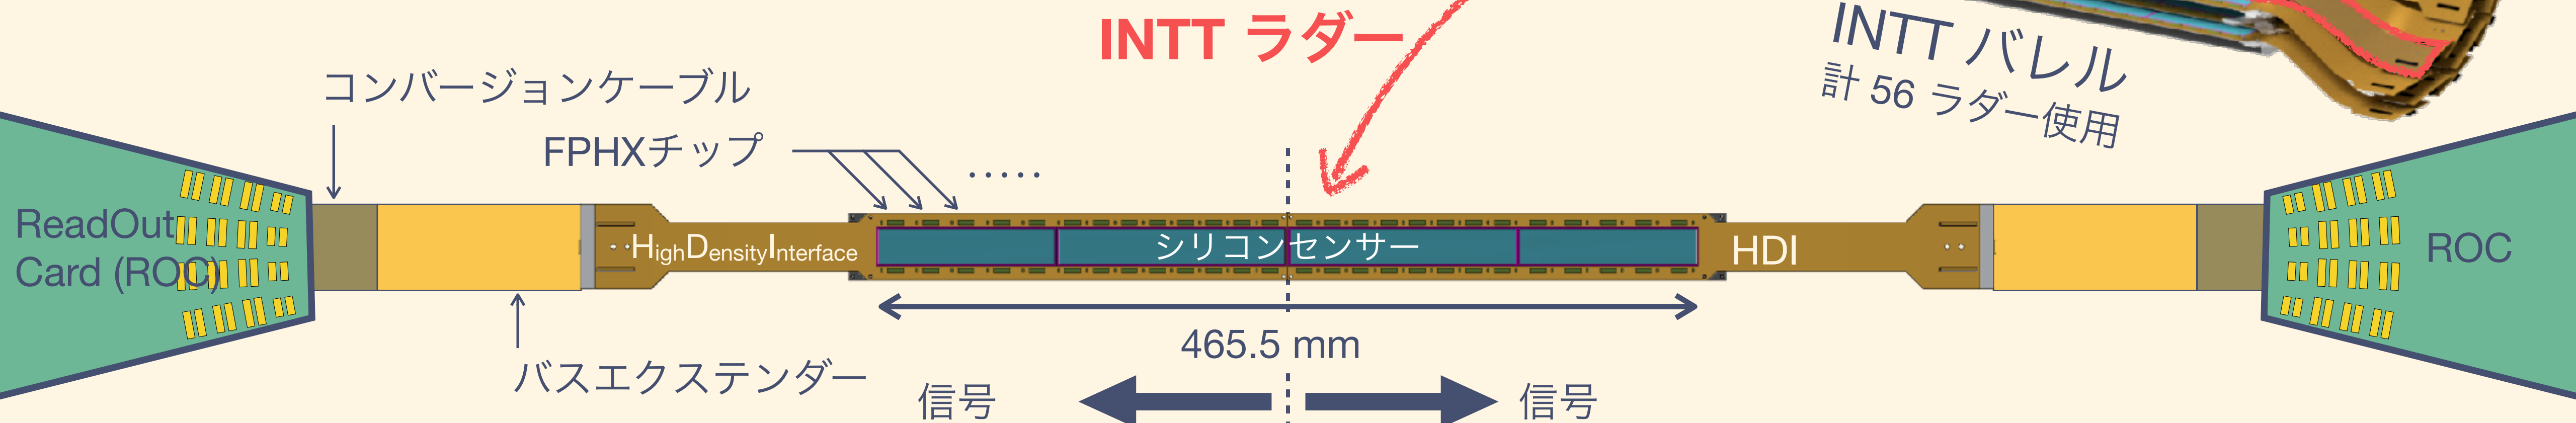 INTT ラダー
INTT バレル
計 56 ラダー使用
コンバージョンケーブル
FPHXチップ
.....
ReadOut
Card (ROC)
HighDensityInterface
シリコンセンサー
HDI
ROC
465.5 mm
バスエクステンダー
信号
信号